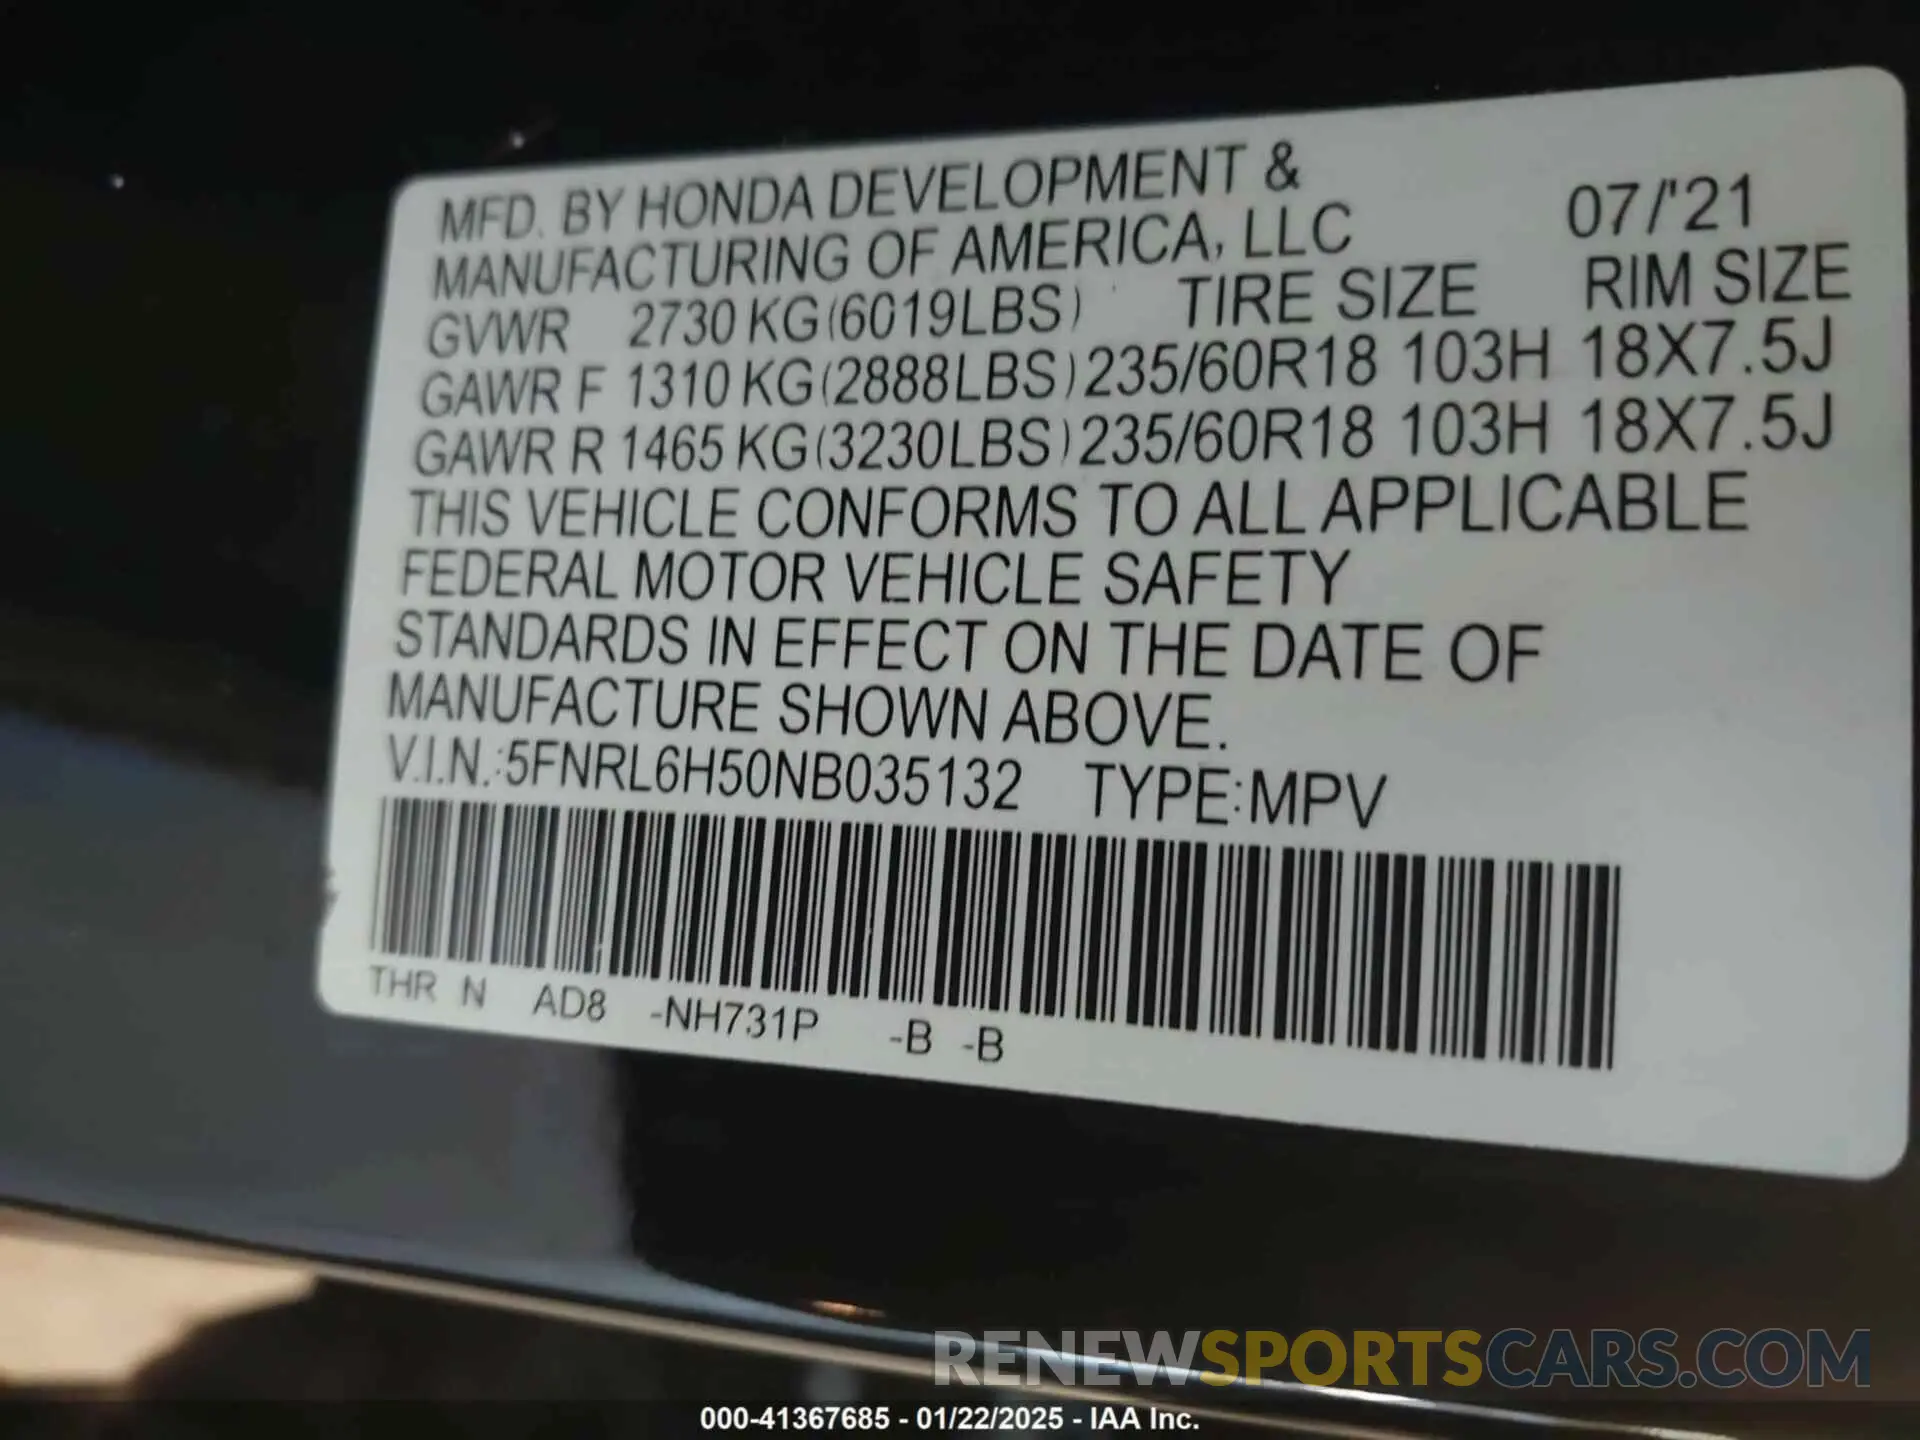 MFD. BY HONDA DEVELOPMENT &
MANUFACTURING OF AMERICA, LLC 07/'21
GVWR 2730 KG (6019LBS) TIRE SIZE RIM SIZE
GAWR F 1310 KG (2888LBS) 235/60R18 103H 18X7.5J
GAWR R 1465 KG (3230LBS) 235/60R18 103H 18X7.5J
THIS VEHICLE CONFORMS TO ALL APPLICABLE
FEDERAL MOTOR VEHICLE SAFETY
STANDARDS IN EFFECT ON THE DATE OF
MANUFACTURE SHOWN ABOVE.
V.I.N.:5FNRL6H50NB035132 TYPE:MPV
THR N AD8 -NH731P -B -B
RENEWSPORTSCARS.COM
000-41367685 - 01/22/2025 - IAA Inc.